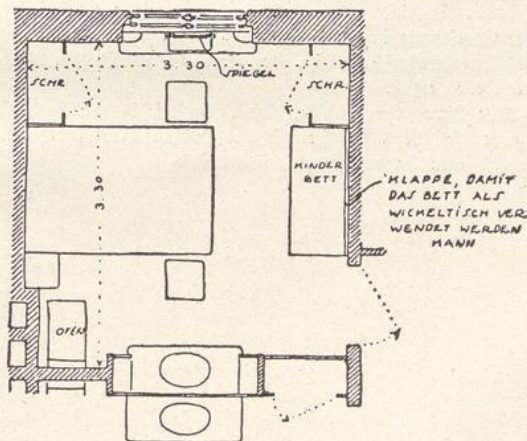 3.30
SPIEGEL
SCHR.
SCHR.
3.30
KINDER
BETT
KLAPPE, DAMIT
DAS BETT ALS
WICKELTISCH VER
WENDET WERDEN
KANN
OFEN